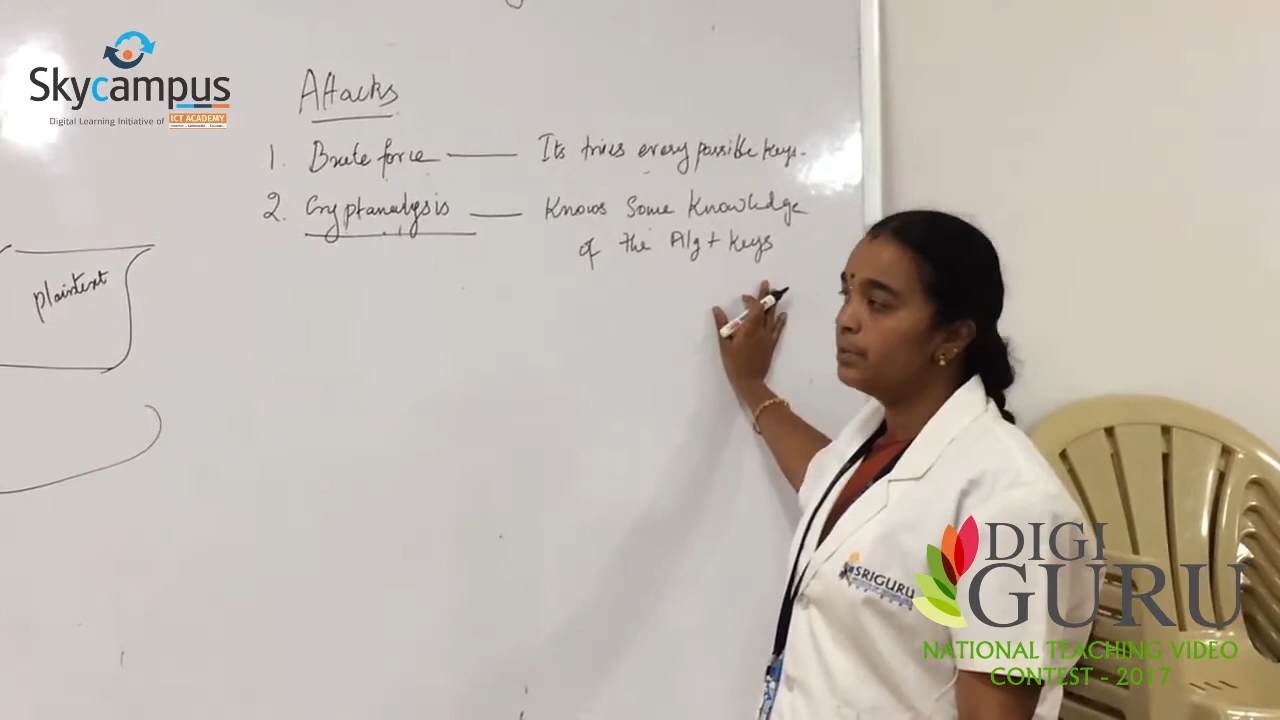 Skycampus
Digital Learning Initiative of ICT ACADEMY
Attacks
1. Brute force — Its tries every possible keys.
2. Cryptanalysis — Knows Some Knowledge
of the Alg + keys
plaintext
SRIGURU
DIGI
GURU
NATIONAL TEACHING VIDEO
CONTEST - 2017